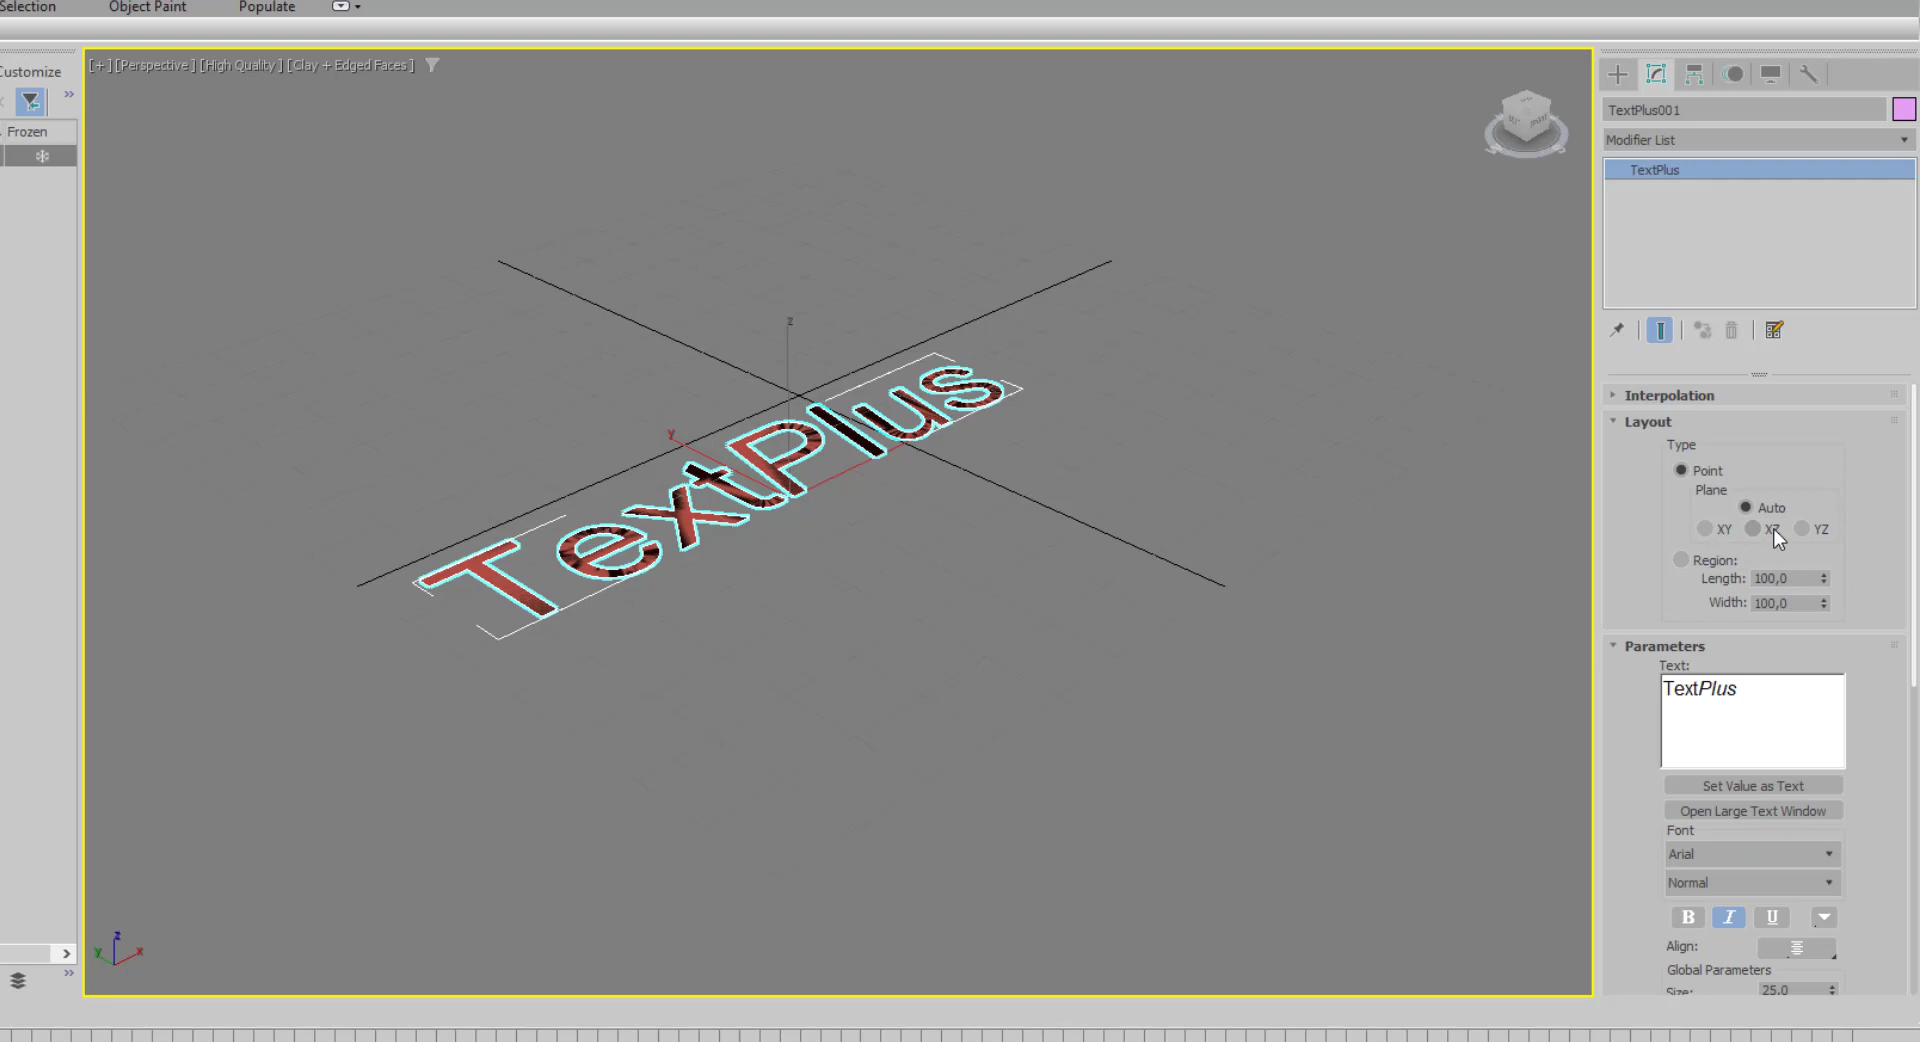 Selection Object Paint Populate
Customize
Frozen
[+] [Perspective] [High Quality] [Clay + Edged Faces]
z
y
TextPlus
z
y x
TextPlus001
Modifier List
TextPlus
Interpolation
Layout
Type
Point
Plane
Auto
XY XZ YZ
Region:
Length: 100,0
Width: 100,0
Parameters
Text:
TextPlus
Set Value as Text
Open Large Text Window
Font
Arial
Normal
B I U
Align:
Global Parameters
Size: 25,0